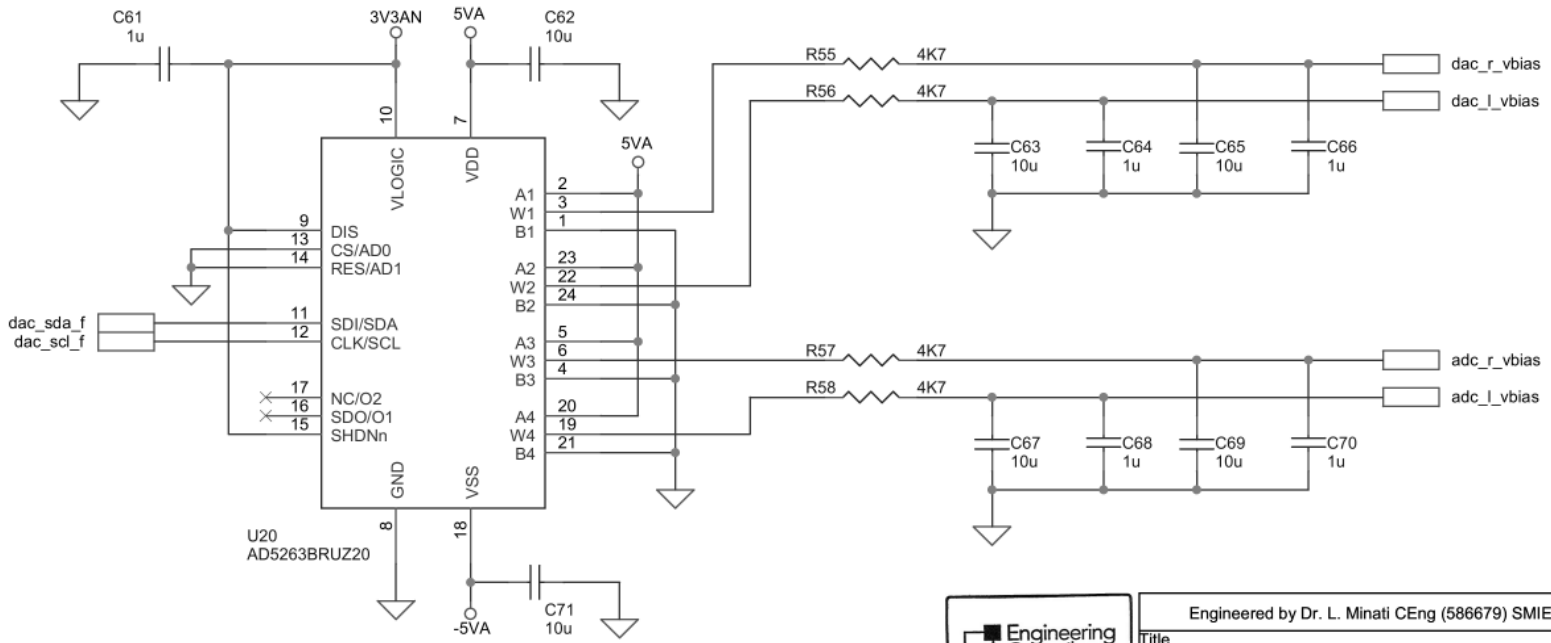 C61
1u
3V3AN
5VA
C62
10u
R55
4K7
dac_r_vbias
R56
4K7
dac_l_vbias
10
7
VLOGIC
VDD
5VA
C63
10u
C64
1u
C65
10u
C66
1u
A1
2
W1
3
B1
1
9
DIS
13
CS/AD0
14
RES/AD1
A2
23
W2
22
B2
24
dac_sda_f
11
SDI/SDA
dac_scl_f
12
CLK/SCL
A3
5
W3
6
B3
4
R57
4K7
adc_r_vbias
R58
4K7
adc_l_vbias
17
NC/O2
16
SDO/O1
15
SHDNn
A4
20
W4
19
B4
21
C67
10u
C68
1u
C69
10u
C70
1u
GND
VSS
8
18
U20
AD5263BRUZ20
-5VA
C71
10u
Engineering
Engineered by Dr. L. Minati CEng (586679) SMIE
Title